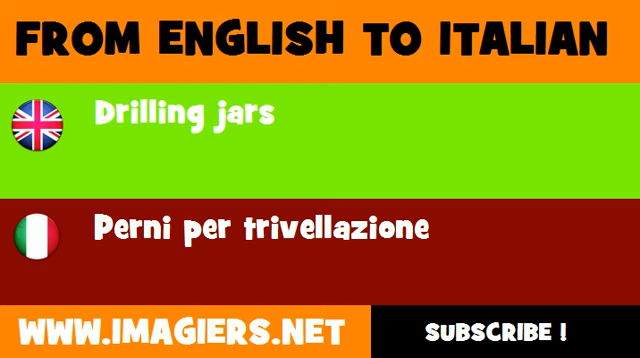 FROM ENGLISH TO ITALIAN
Drilling jars
Perni per trivellazione
WWW.IMAGIERS.NET
SUBSCRIBE !